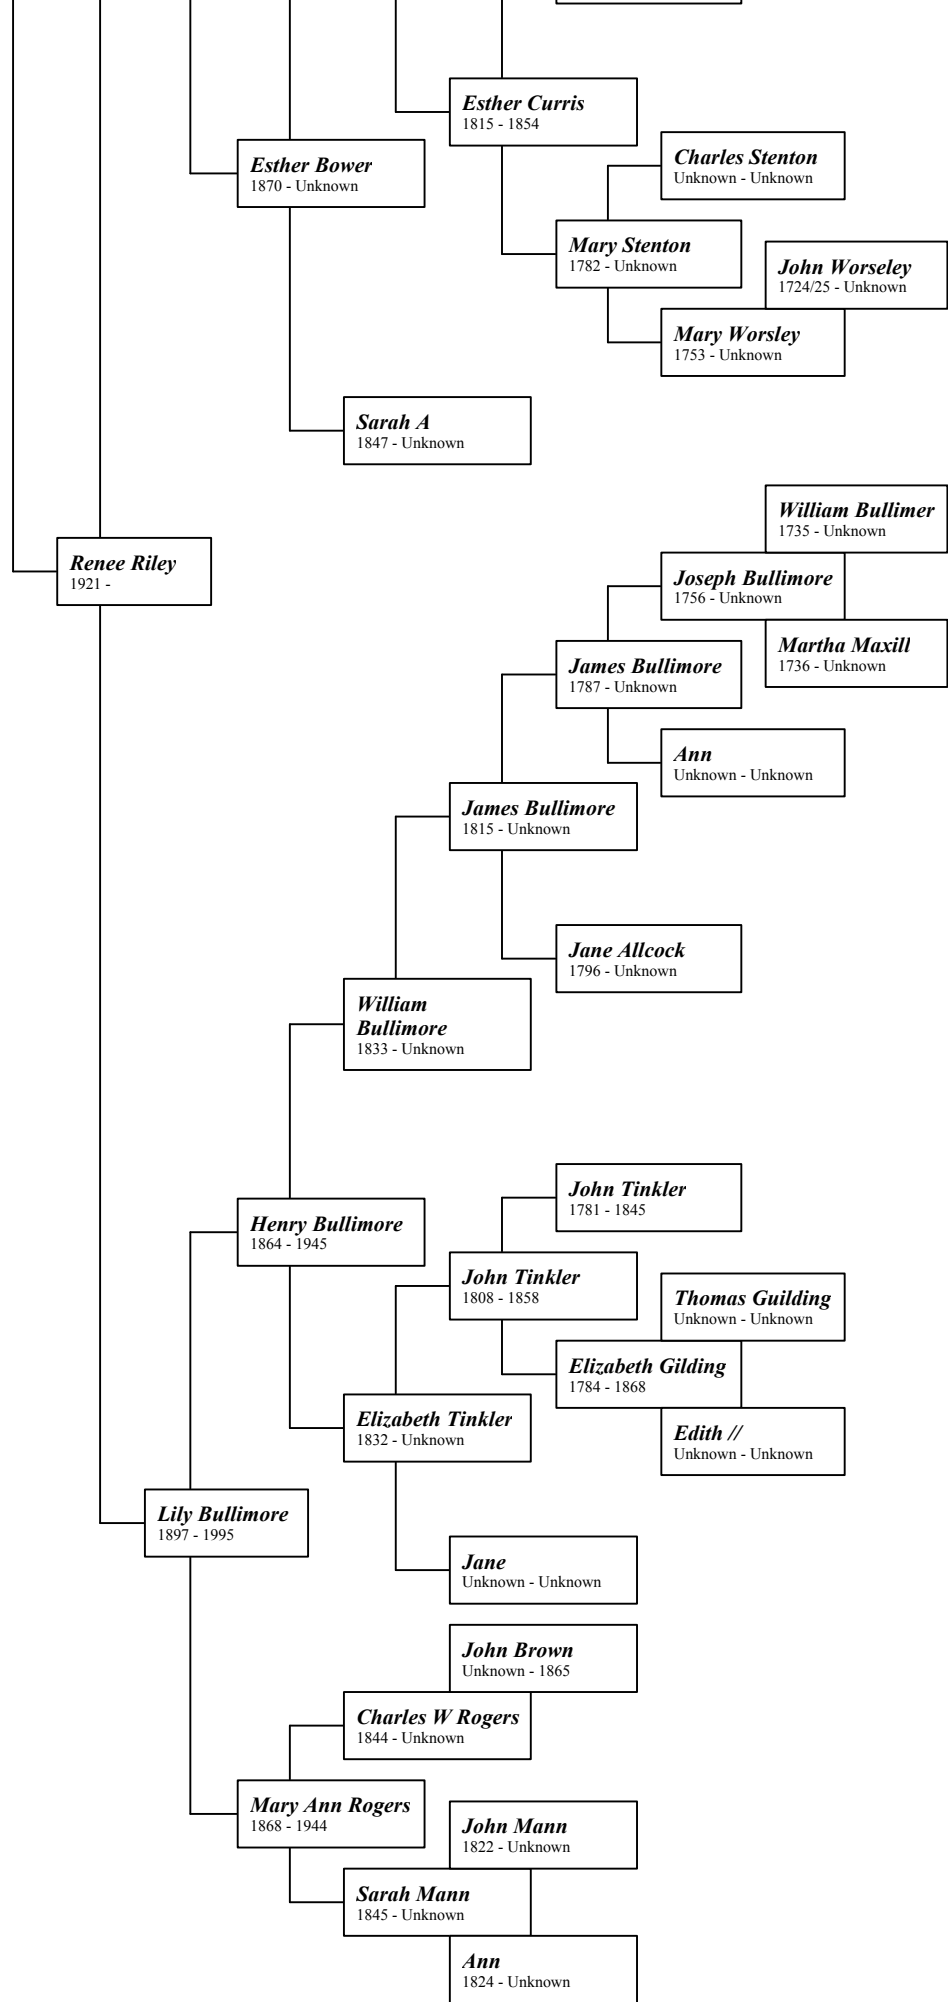 Esther Curris
1815 - 1854
Charles Stenton
Unknown - Unknown
Esther Bower
1870 - Unknown
Mary Stenton
1782 - Unknown
John Worseley
1724/25 - Unknown
Mary Worsley
1753 - Unknown
Sarah A
1847 - Unknown
William Bullimer
1735 - Unknown
Renee Riley
1921 -
Joseph Bullimore
1756 - Unknown
Martha Maxill
1736 - Unknown
James Bullimore
1787 - Unknown
Ann
Unknown - Unknown
James Bullimore
1815 - Unknown
Jane Allcock
1796 - Unknown
William
Bullimore
1833 - Unknown
John Tinkler
1781 - 1845
Henry Bullimore
1864 - 1945
John Tinkler
1808 - 1858
Thomas Guilding
Unknown - Unknown
Elizabeth Gilding
1784 - 1868
Elizabeth Tinkler
1832 - Unknown
Edith //
Unknown - Unknown
Lily Bullimore
1897 - 1995
Jane
Unknown - Unknown
John Brown
Unknown - 1865
Charles W Rogers
1844 - Unknown
Mary Ann Rogers
1868 - 1944
John Mann
1822 - Unknown
Sarah Mann
1845 - Unknown
Ann
1824 - Unknown